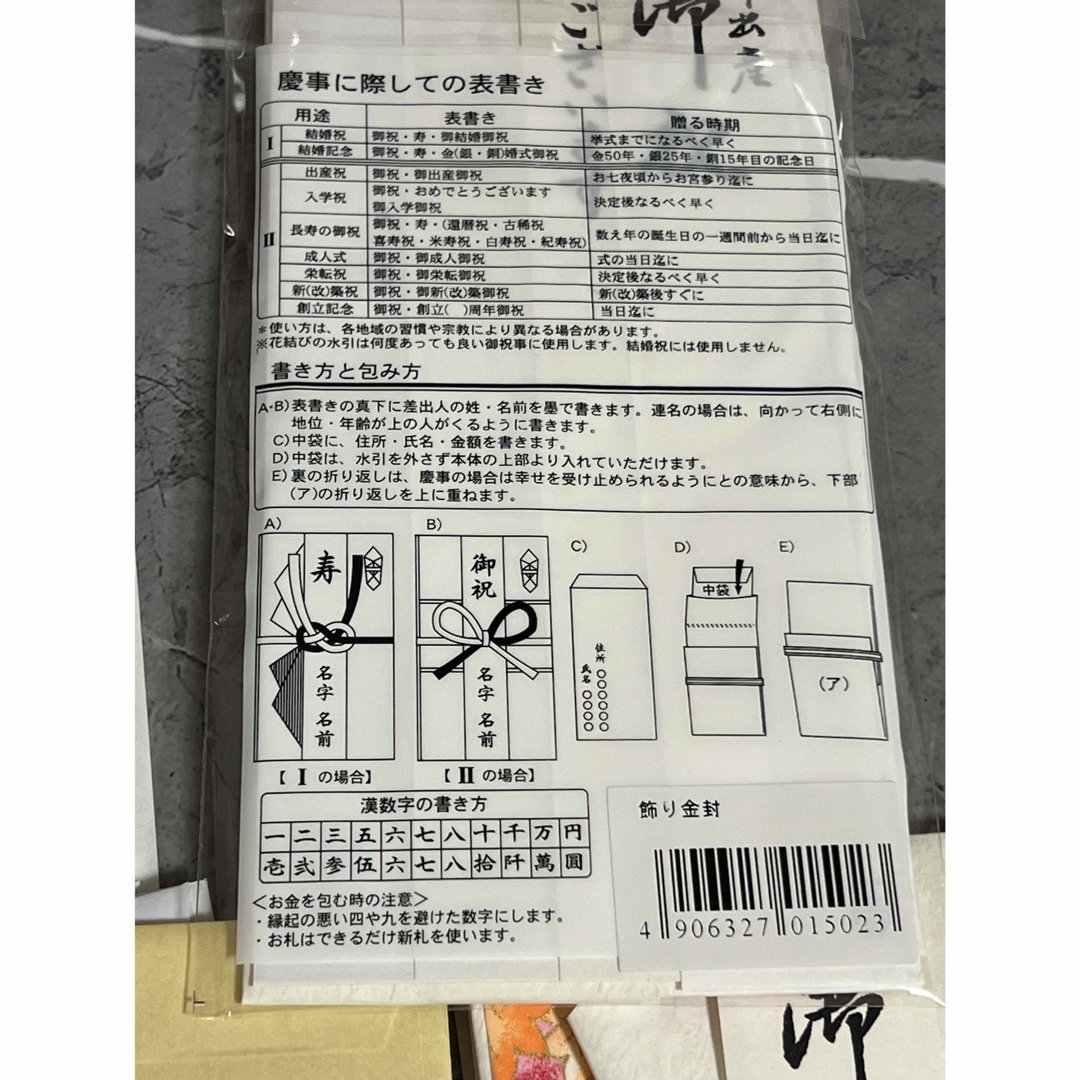 御出産
ござい
慶事に際しての表書き
用途 表書き 贈る時期
I 結婚祝 御祝・寿・御結婚御祝 挙式までになるべく早く
結婚記念 御祝・寿・金(銀・銅)婚式御祝 金50年・銀25年・銅15年目の記念日
II 出産祝 御祝・御出産御祝 お七夜頃からお宮参り迄に
入学祝 御祝・おめでとうございます
御入学御祝 決定後なるべく早く
長寿の御祝 御祝・寿・(還暦祝・古稀祝
喜寿祝・米寿祝・白寿祝・紀寿祝) 数え年の誕生日の一週間前から当日迄に
成人式 御祝・御成人御祝 式の当日迄に
栄転祝 御祝・御栄転御祝 決定後なるべく早く
新(改)築祝 御祝・御新(改)築御祝 新(改)築後すぐに
創立記念 御祝・創立( )周年御祝 当日迄に
＊使い方は、各地域の習慣や宗教により異なる場合があります。
※花結びの水引は何度あっても良い御祝事に使用します。結婚祝には使用しません。
書き方と包み方
A・B)表書きの真下に差出人の姓・名前を墨で書きます。連名の場合は、向かって右側に
地位・年齢が上の人がくるように書きます。
C)中袋に、住所・氏名・金額を書きます。
D)中袋は、水引を外さず本体の上部より入れていただけます。
E)裏の折り返しは、慶事の場合は幸せを受け止められるようにとの意味から、下部
(ア)の折り返しを上に重ねます。
A)
寿
名字 名前
【 I の場合】
B)
御祝
名字 名前
【 II の場合】
C)
住所○○○○○
氏名○○○○
D)
中袋
E)
(ア)
漢数字の書き方
一 二 三 五 六 七 八 十 千 万 円
壱 弐 参 伍 六 七 八 拾 阡 萬 圓
＜お金を包む時の注意＞
・縁起の悪い四や九を避けた数字にします。
・お札はできるだけ新札を使います。
飾り金封
4 906327 015023
御